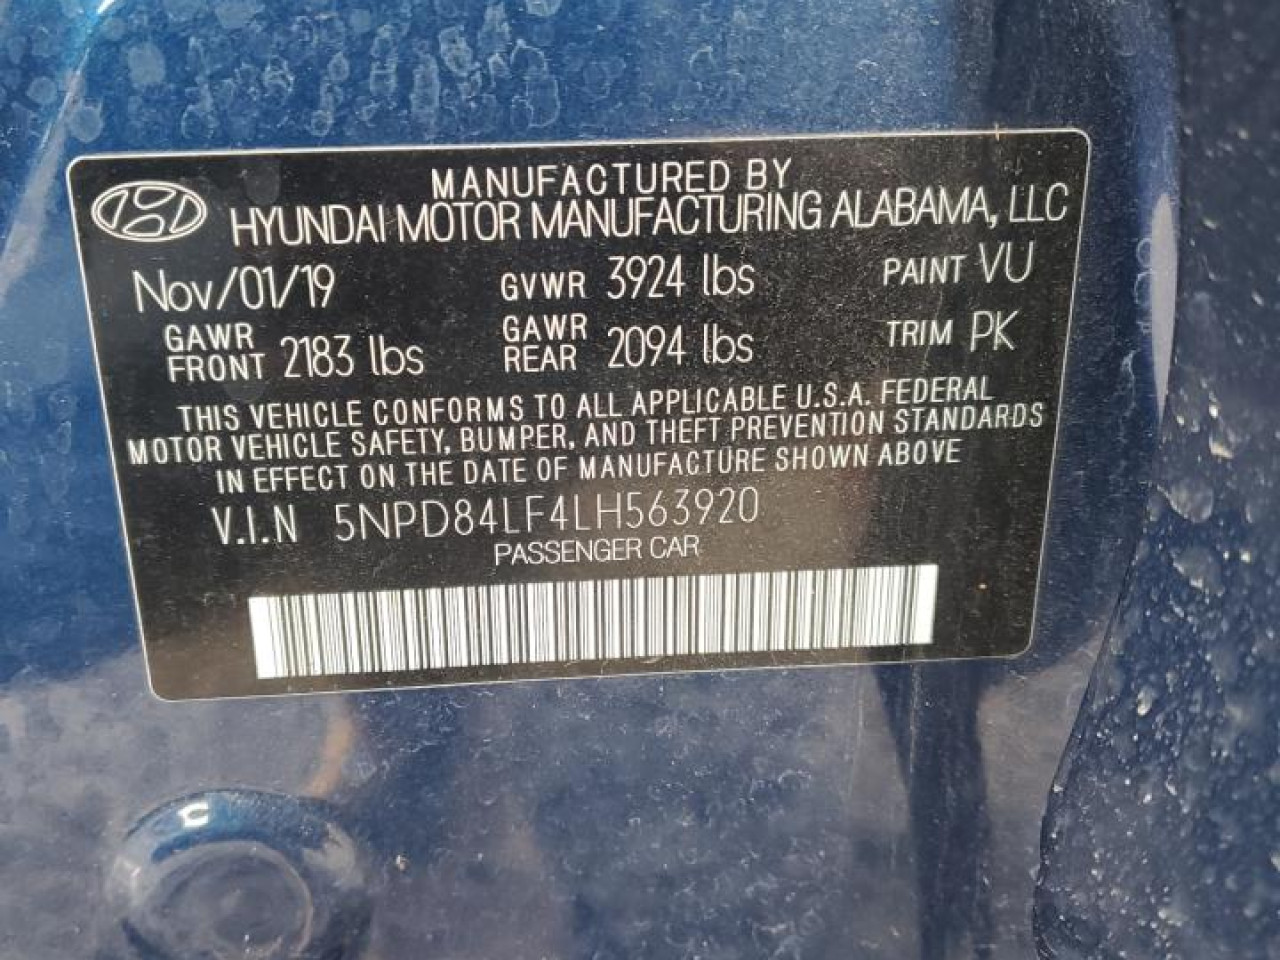 MANUFACTURED BY
HYUNDAI MOTOR MANUFACTURING ALABAMA, LLC
Nov/01/19 GVWR 3924 lbs PAINT VU
GAWR FRONT 2183 lbs GAWR REAR 2094 lbs TRIM PK
THIS VEHICLE CONFORMS TO ALL APPLICABLE U.S.A. FEDERAL
MOTOR VEHICLE SAFETY, BUMPER, AND THEFT PREVENTION STANDARDS
IN EFFECT ON THE DATE OF MANUFACTURE SHOWN ABOVE
V.I.N 5NPD84LF4LH563920
PASSENGER CAR